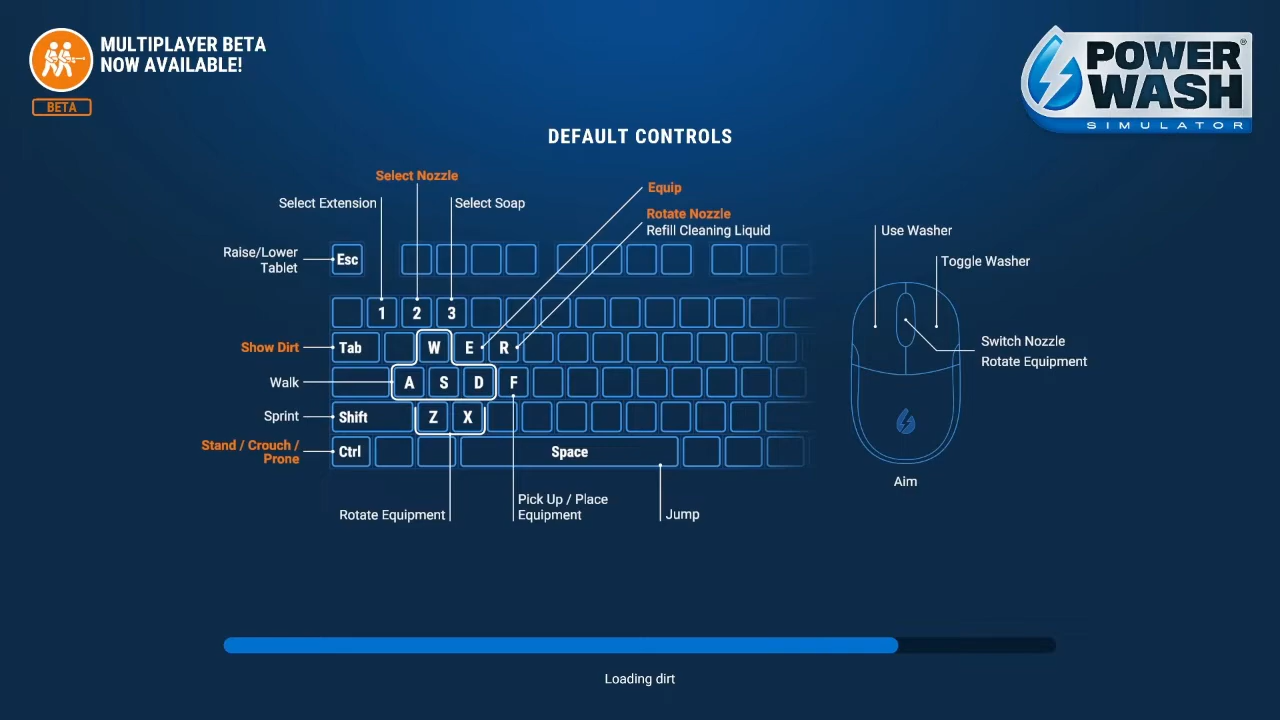 MULTIPLAYER BETA
NOW AVAILABLE!
BETA
POWER
WASH
SIMULATOR
DEFAULT CONTROLS
Select Nozzle
Select Extension
Select Soap
Equip
Rotate Nozzle
Refill Cleaning Liquid
Raise/Lower
Tablet
Esc
1 2 3
Show Dirt
Tab W E R
Walk
A S D F
Sprint
Shift Z X
Stand / Crouch /
Prone
Ctrl Space
Rotate Equipment
Pick Up / Place
Equipment
Jump
Use Washer
Toggle Washer
Switch Nozzle
Rotate Equipment
Aim
Loading dirt